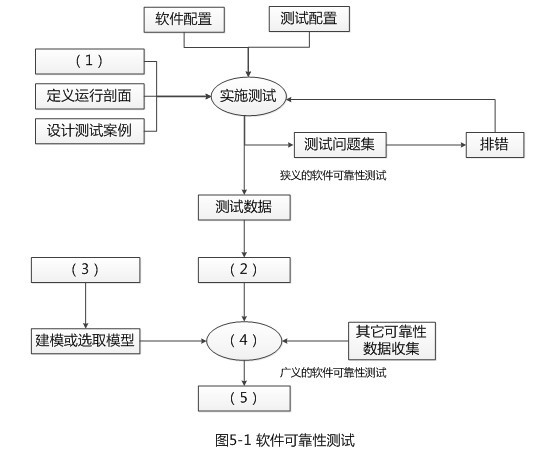 软件配置
测试配置
（1）
定义运行剖面
设计测试案例
实施测试
测试问题集
排错
狭义的软件可靠性测试
测试数据
（3）
（2）
建模或选取模型
（4）
其它可靠性
数据收集
广义的软件可靠性测试
（5）
图5-1 软件可靠性测试